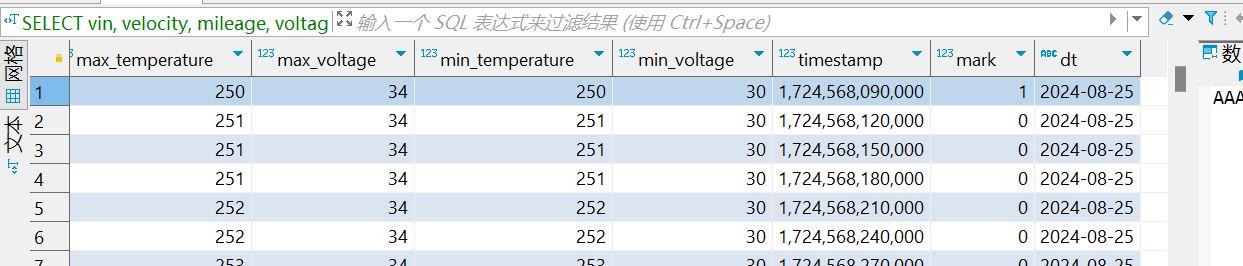 SELECT vin, velocity, mileage, voltag 输入一个 SQL 表达式来过滤结果 (使用 Ctrl+Space)
网格
文本
123 max_temperature 123 max_voltage 123 min_temperature 123 min_voltage 123 timestamp 123 mark ABC dt
1 250 34 250 30 1,724,568,090,000 1 2024-08-25
2 251 34 251 30 1,724,568,120,000 0 2024-08-25
3 251 34 251 30 1,724,568,150,000 0 2024-08-25
4 251 34 251 30 1,724,568,180,000 0 2024-08-25
5 252 34 252 30 1,724,568,210,000 0 2024-08-25
6 252 34 252 30 1,724,568,240,000 0 2024-08-25
7 253 34 253 30 1,724,568,270,000 0 2024-08-25
数
AAA